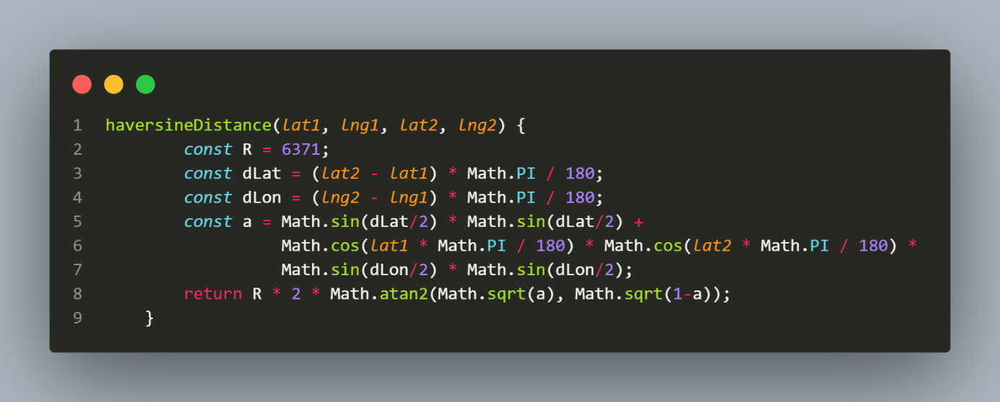 1 haversineDistance(lat1, lng1, lat2, lng2) {
2 const R = 6371;
3 const dLat = (lat2 - lat1) * Math.PI / 180;
4 const dLon = (lng2 - lng1) * Math.PI / 180;
5 const a = Math.sin(dLat/2) * Math.sin(dLat/2) +
6 Math.cos(lat1 * Math.PI / 180) * Math.cos(lat2 * Math.PI / 180) *
7 Math.sin(dLon/2) * Math.sin(dLon/2);
8 return R * 2 * Math.atan2(Math.sqrt(a), Math.sqrt(1-a));
9 }